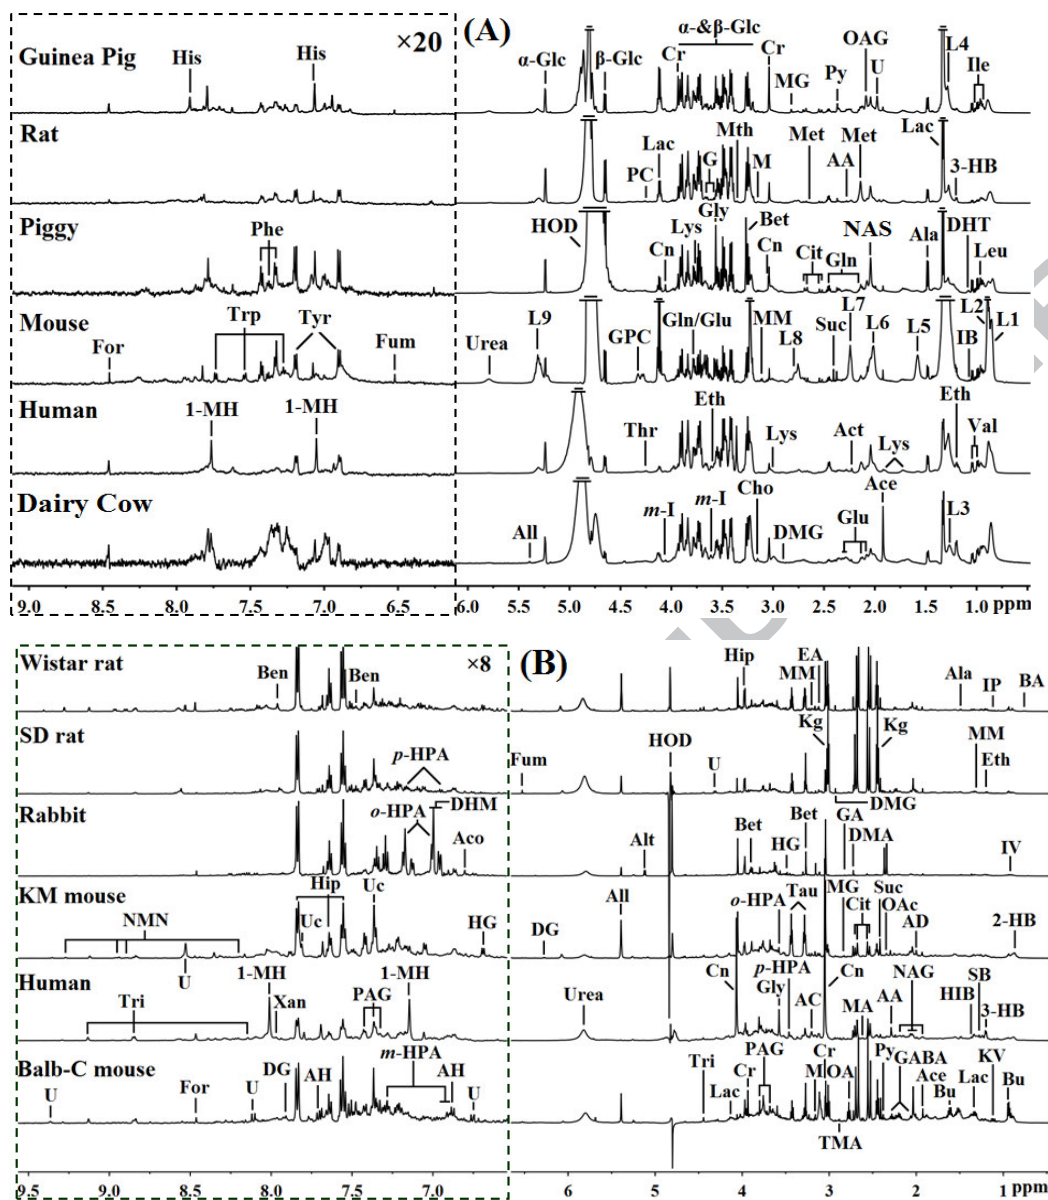 (A)
×20
Guinea Pig
His
His
α-Glc
β-Glc
Cr
α-&β-Glc
Cr
MG
Py
OAG
U
L4
Ile
Rat
PC
Lac
G
Mth
M
Met
AA
Met
Lac
3-HB
Piggy
Phe
HOD
Cn
Lys
Gly
Bet
Cn
Cit
Gln
NAS
Ala
DHT
Leu
Mouse
For
Trp
Tyr
Fum
Urea
L9
GPC
Gln/Glu
MM
L8
Suc
L7
L6
L5
IB
L2
L1
Human
1-MH
1-MH
Thr
Eth
Lys
Act
Lys
Eth
Val
Dairy Cow
All
m-I
m-I
Cho
DMG
Glu
Ace
L3
9.0 8.5 8.0 7.5 7.0 6.5 6.0 5.5 5.0 4.5 4.0 3.5 3.0 2.5 2.0 1.5 1.0 ppm
(B)
×8
Wistar rat
Ben
Ben
Hip
MM
EA
Ala
IP
BA
SD rat
p-HPA
Fum
HOD
U
Kg
Kg
DMG
MM
Eth
Rabbit
o-HPA
DHM
Aco
Alt
Bet
HG
Bet
GA
DMA
IV
KM mouse
NMN
U
Hip
Uc
Uc
HG
DG
All
o-HPA
Tau
MG
Cit
Suc
OAc
AD
2-HB
Human
Tri
1-MH
Xan
PAG
1-MH
Urea
Cn
p-HPA
Gly
AC
Cn
MA
AA
NAG
HIB
SB
3-HB
Balb-C mouse
U
For
U
DG
AH
m-HPA
AH
U
Tri
Lac
Cr
PAG
M
Cr
OA
TMA
Py
GABA
Ace
Bu
Lac
KV
Bu
9.5 9.0 8.5 8.0 7.5 7.0 6 5 4 3 2 1 ppm